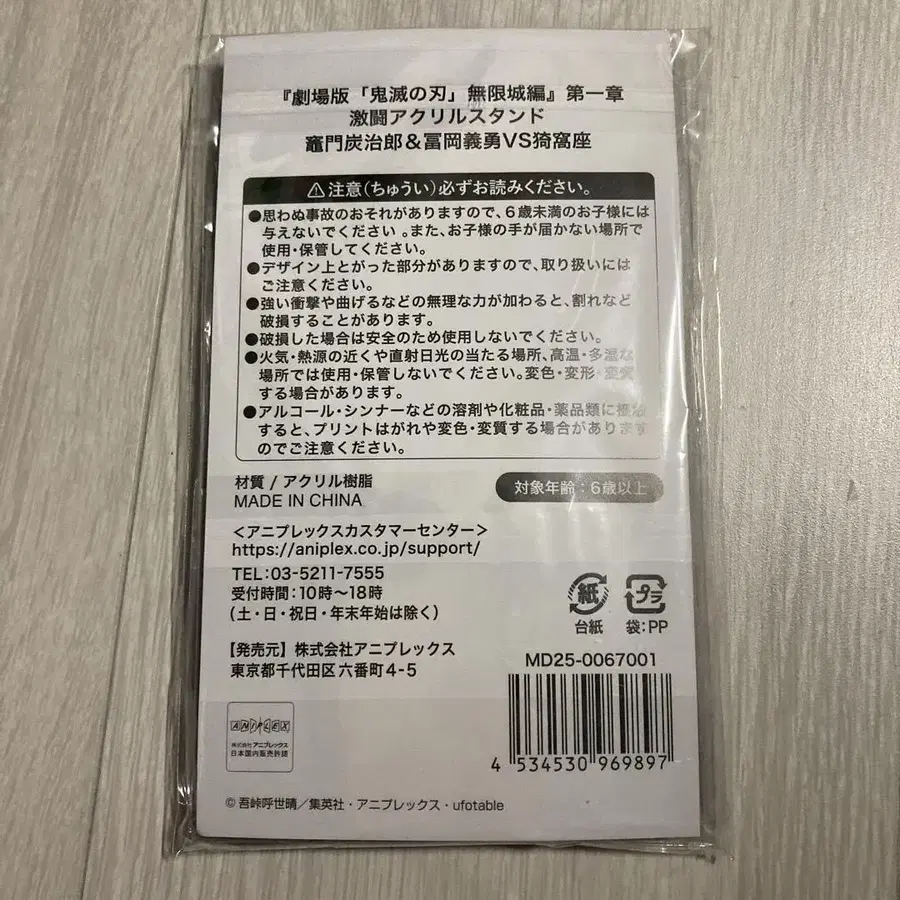 『劇場版「鬼滅の刃」無限城編』第一章
激闘アクリルスタンド
竈門炭治郎&冨岡義勇VS猗窩座
⚠注意(ちゅうい)必ずお読みください。
●思わぬ事故のおそれがありますので、6歳未満のお子様には
与えないでください。また、お子様の手が届かない場所で
使用・保管してください。
●デザイン上とがった部分がありますので、取り扱いには
ご注意ください。
●強い衝撃や曲げるなどの無理な力が加わると、割れなど
破損することがあります。
●破損した場合は安全のため使用しないでください。
●火気・熱源の近くや直射日光の当たる場所、高温・多湿な
場所では使用・保管しないでください。変色・変形・変質
する場合があります。
●アルコール・シンナーなどの溶剤や化粧品・薬品類に接治
すると、プリントはがれや変色・変質する場合があります
のでご注意ください。
材質 / アクリル樹脂
MADE IN CHINA
対象年齢:6歳以上
<アニプレックスカスタマーセンター>
https://aniplex.co.jp/support/
TEL:03-5211-7555
受付時間:10時~18時
(土・日・祝日・年末年始は除く)
紙
プラ
台紙
袋:PP
【発売元】株式会社アニプレックス
東京都千代田区六番町4-5
MD25-0067001
4 534530 969897
ANIPLEX
株式会社アニプレックス
日本国内販売許諾
© 吾峠呼世晴/集英社・アニプレックス・ufotable